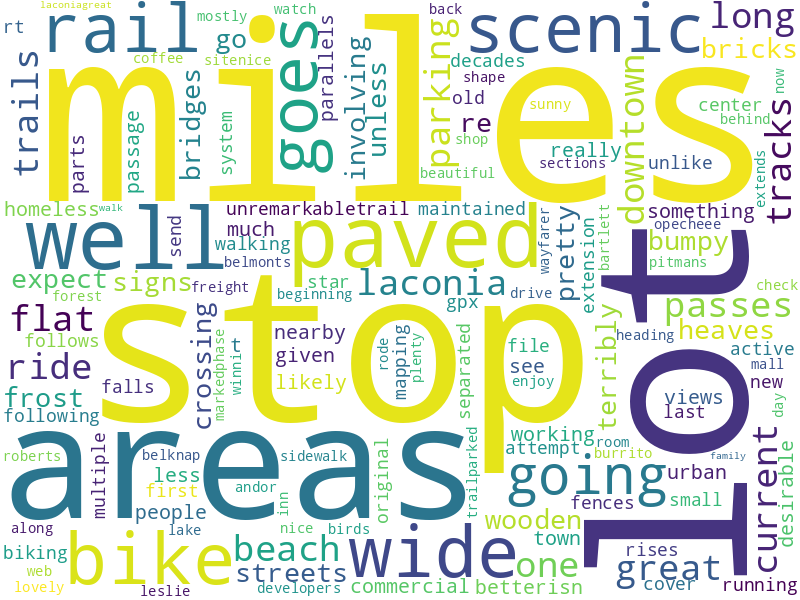 laconiagreat
rt
mostly
watch
back
rail
go
scenic
long
coffee
sitenice
miles
goes
parallels
trails
parts
passage
bridges
system
involving
unless
parking
decades
old
shape
re
shop
beautiful
sunny
really
sections
downtown
bricks
center
behind
now
tracks
unlike
extends
homeless
walk
well
send
unremarkabletrail
much
walking
belmonts
maintained
paved
wayfarer
pretty
extension
bartlett
something
opecheee
bumpy
pitmans
lot
expect
forest
signs
freight
beginning
star
laconia
gpx
drive
passes
check
flat
follows
stop
crossing
markedphase
winni
t
nearby
given
likely
rode
mapping
plenty
separated
file
see
enjoy
terribly
heading
heaves
active
mall
ride
falls
frost
following
views
last
new
day
areas
roberts
multiple
belknap
less
first
people
andor
sidewalk
inn
original
trailparked
working
attempt
room
burrito
going
urban
family
current
desirable
along
lake
nice
birds
wide
wooden
town
fences
small
biking
web
lovely
bike
beach
streets
leslie
developers
commercial
one
betterisn
rises
great
cover
running